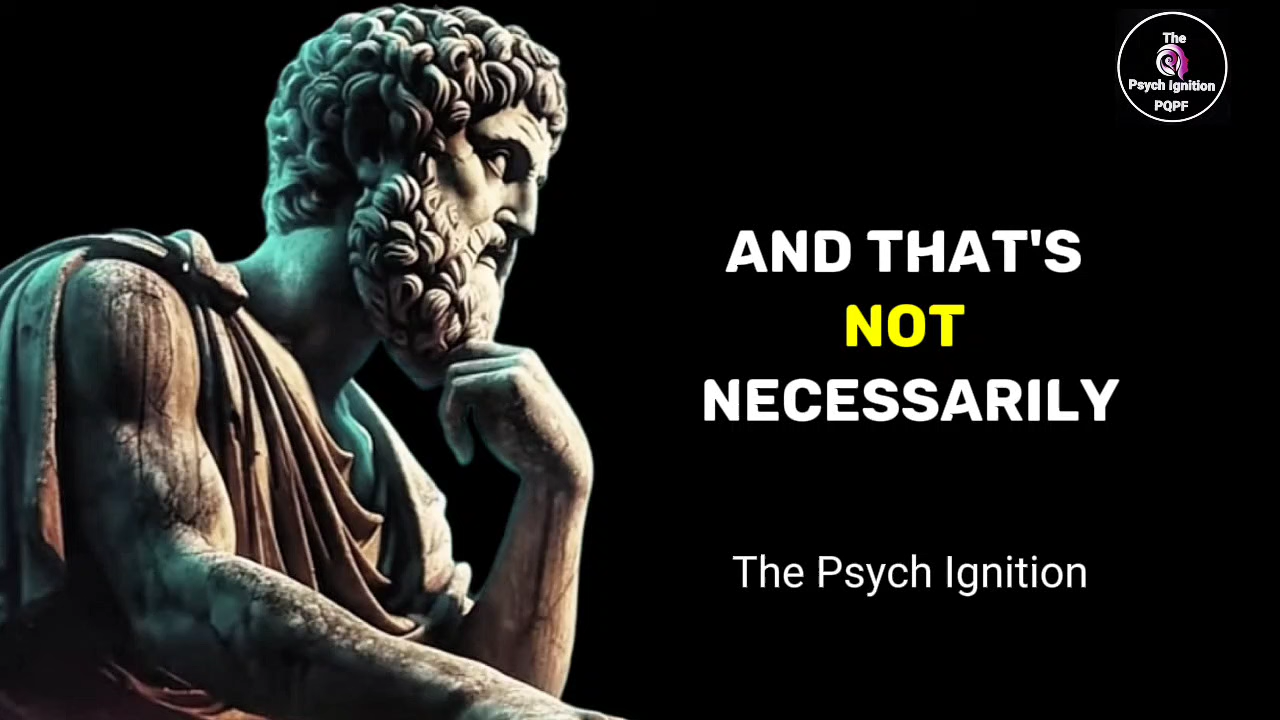 The
Psych Ignition
PQPF
AND THAT'S
NOT
NECESSARILY
The Psych Ignition